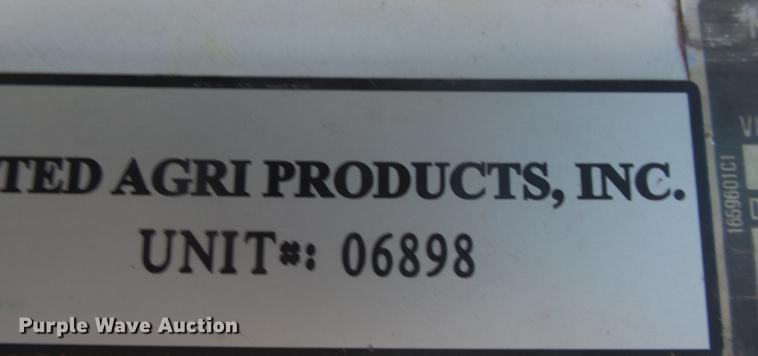 TED AGRI PRODUCTS, INC.
UNIT#: 06898
1659601C1
Purple Wave Auction